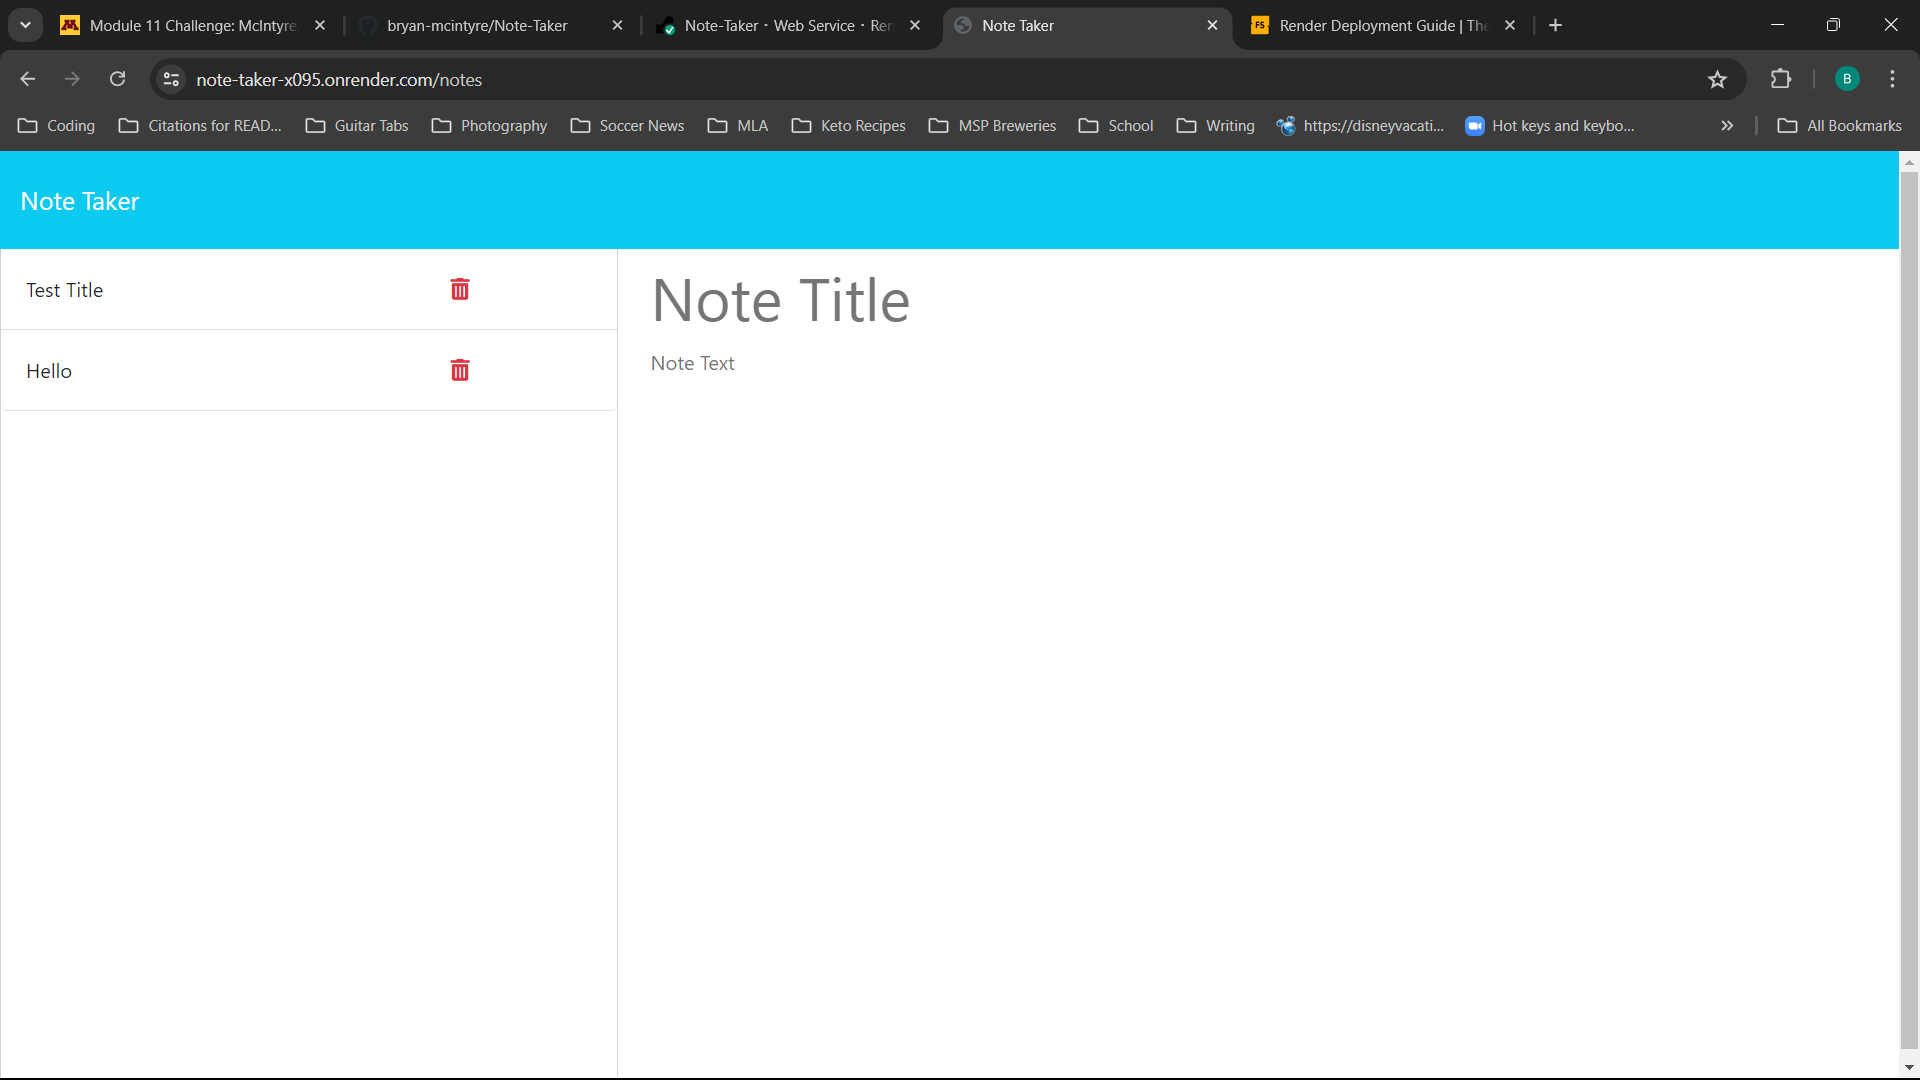 Module 11 Challenge: McIntyre,
bryan-mcintyre/Note-Taker
Note-Taker · Web Service · Ren
Note Taker
FS
Render Deployment Guide | The
note-taker-x095.onrender.com/notes
B
Coding
Citations for READ...
Guitar Tabs
Photography
Soccer News
MLA
Keto Recipes
MSP Breweries
School
Writing
https://disneyvacati...
Hot keys and keybo...
All Bookmarks
Note Taker
Test Title
Hello
Note Title
Note Text